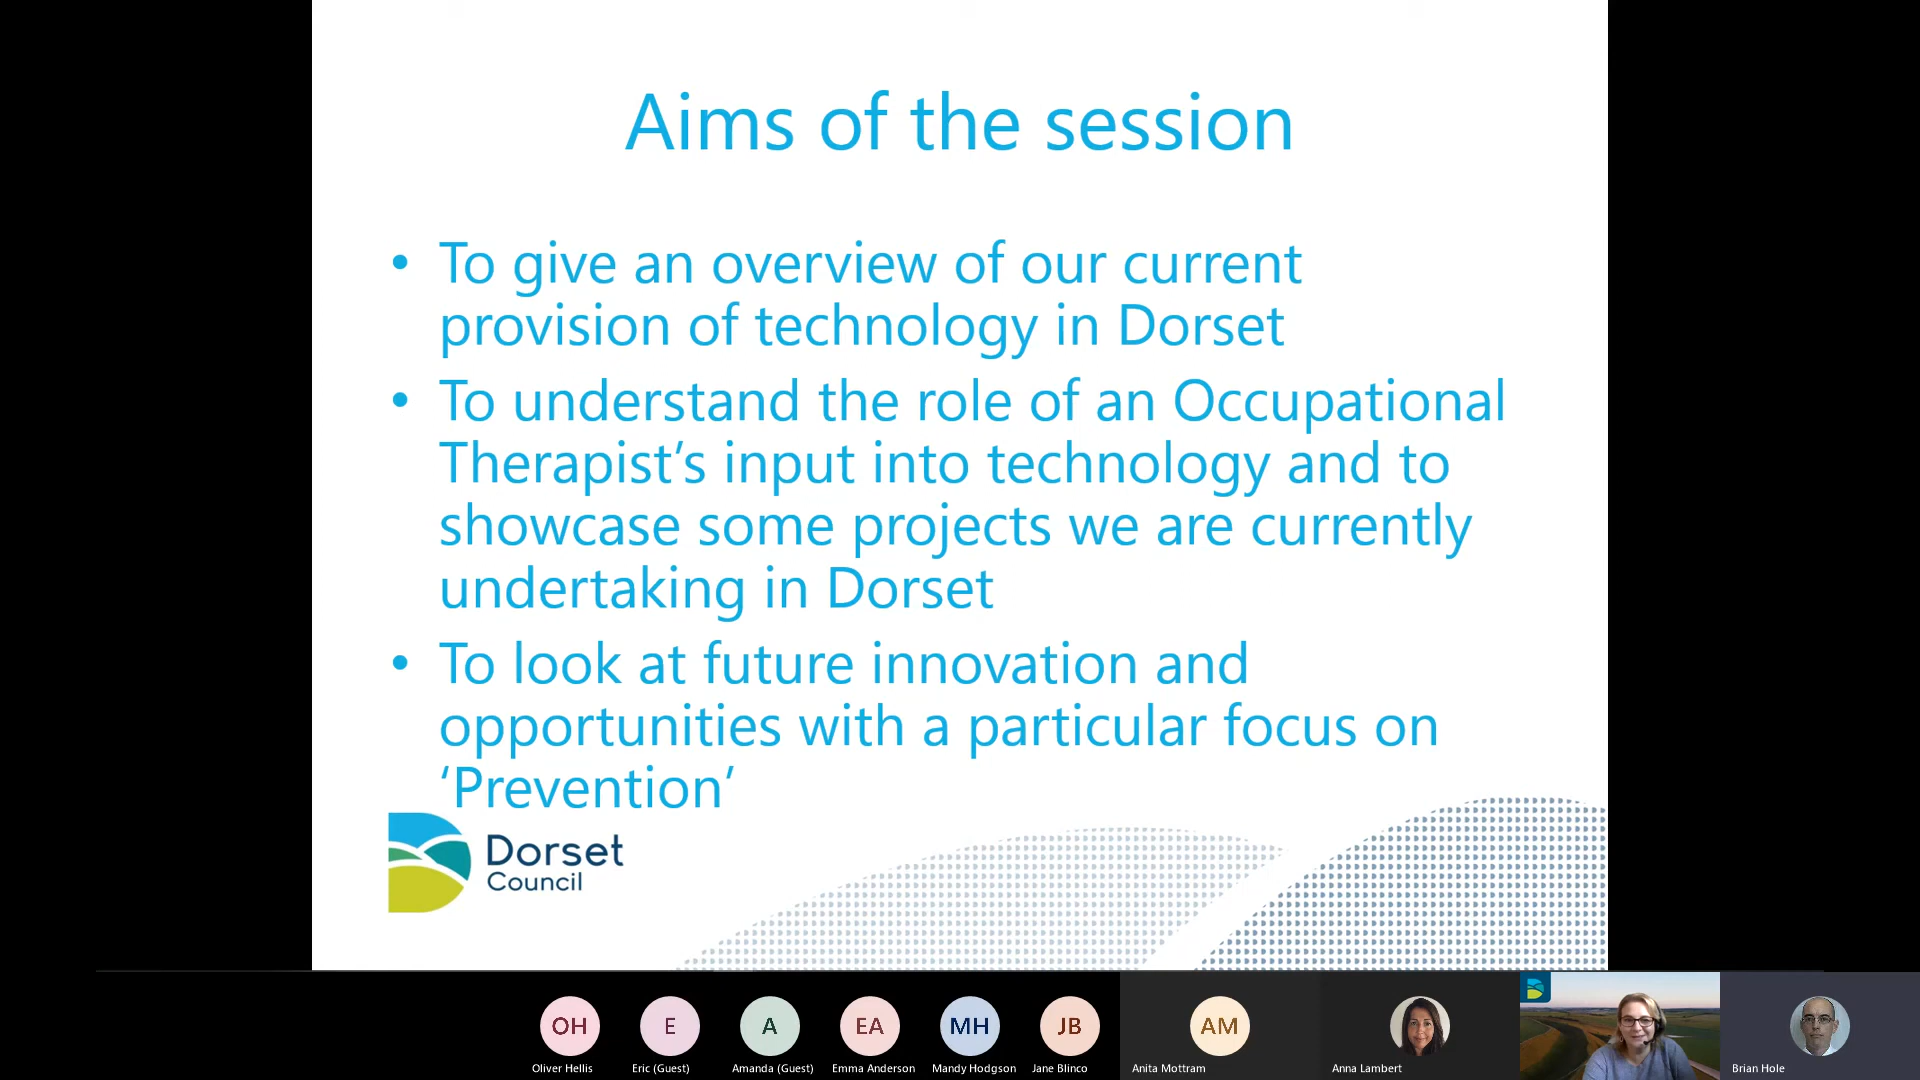 Aims of the session
• To give an overview of our current
provision of technology in Dorset
• To understand the role of an Occupational
Therapist’s input into technology and to
showcase some projects we are currently
undertaking in Dorset
• To look at future innovation and
opportunities with a particular focus on
‘Prevention’
Dorset
Council
OH
E
A
EA
MH
JB
AM
Oliver Hellis
Eric (Guest)
Amanda (Guest)
Emma Anderson
Mandy Hodgson
Jane Blinco
Anita Mottram
Anna Lambert
Brian Hole